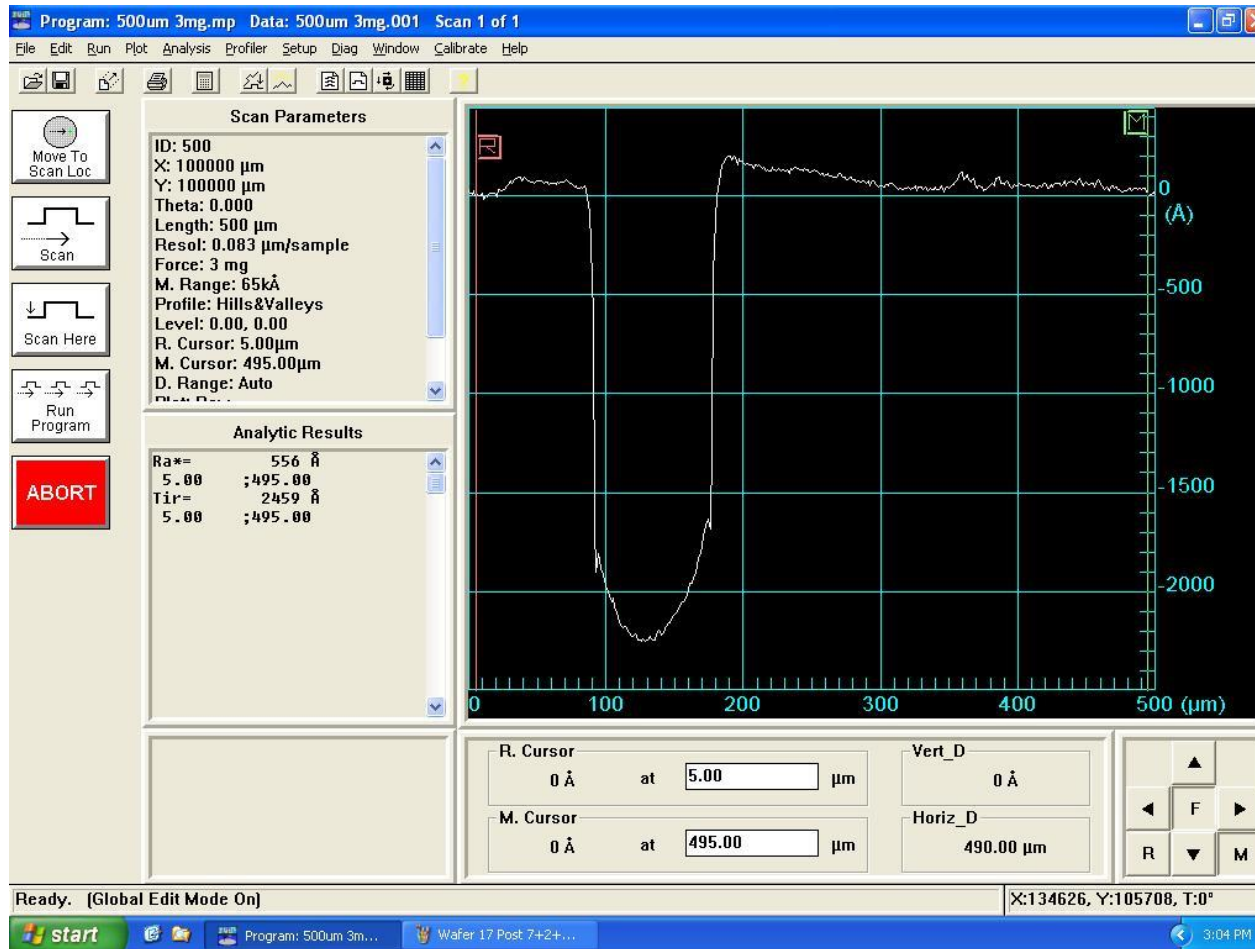 Program: 500um 3mg.mp Data: 500um 3mg.001 Scan 1 of 1
File Edit Run Plot Analysis Profiler Setup Diag Window Calibrate Help
Move To
Scan Loc
Scan
Scan Here
Run
Program
ABORT
Scan Parameters
ID: 500
X: 100000 µm
Y: 100000 µm
Theta: 0.000
Length: 500 µm
Resol: 0.083 µm/sample
Force: 3 mg
M. Range: 65kÅ
Profile: Hills&Valleys
Level: 0.00, 0.00
R. Cursor: 5.00µm
M. Cursor: 495.00µm
D. Range: Auto
Analytic Results
Ra*= 556 Å
5.00 ;495.00
Tir= 2459 Å
5.00 ;495.00
R
M
0
(Å)
-500
-1000
-1500
-2000
0 100 200 300 400 500 (µm)
R. Cursor
0 Å at 5.00 µm
M. Cursor
0 Å at 495.00 µm
Vert_D
0 Å
Horiz_D
490.00 µm
F
R M
Ready. (Global Edit Mode On)
X:134626, Y:105708, T:0°
start
Program: 500um 3m...
Wafer 17 Post 7+2+...
3:04 PM